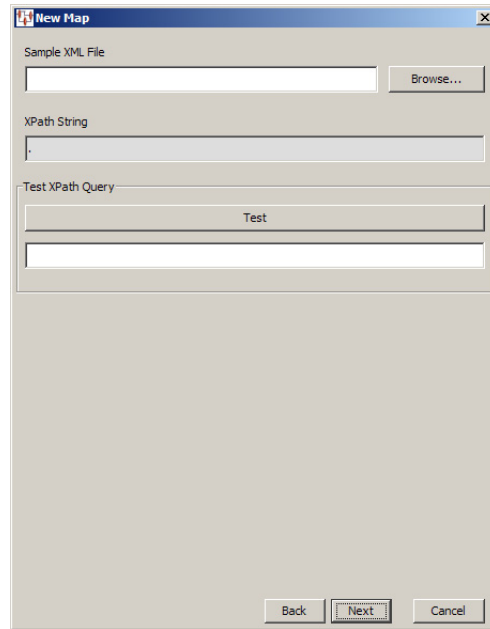 New Map
Sample XML File
Browse...
XPath String
.
Test XPath Query
Test
Back Next Cancel